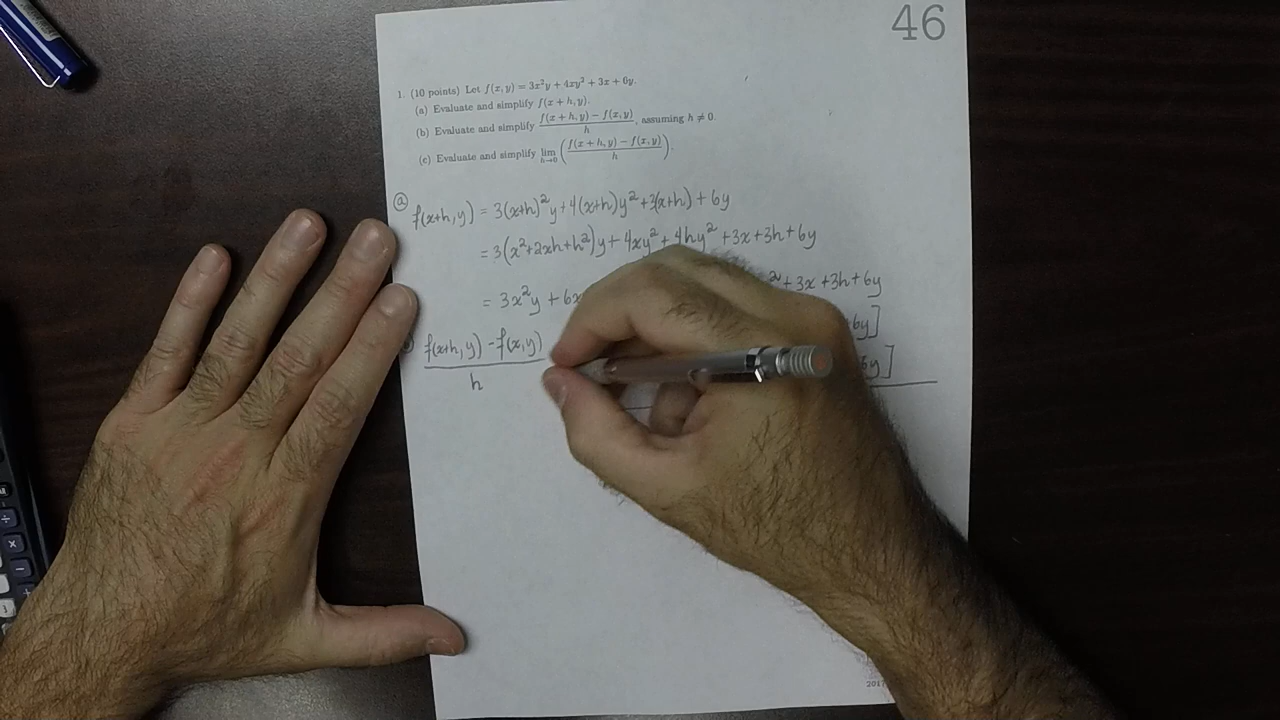 46
1. (10 points) Let f(x, y) = 3x²y + 4xy² + 3x + 6y.
(a) Evaluate and simplify f(x + h, y).
(b) Evaluate and simplify (f(x + h, y) − f(x, y))/h, assuming h ≠ 0.
(c) Evaluate and simplify lim h→0 ((f(x + h, y) − f(x, y))/h).
ⓐ f(x+h, y) = 3(x+h)²y + 4(x+h)y² + 3(x+h) + 6y
= 3(x²+2xh+h²)y + 4xy² + 4hy² + 3x + 3h + 6y
= 3x²y + 6x ² + 3x + 3h + 6y
6y]
(f(x+h, y) − f(x, y))/h 6y]
201